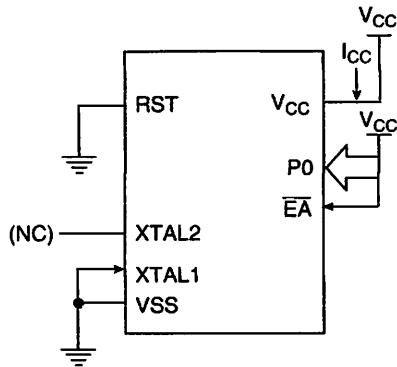 VCC
ICC
RST
VCC
VCC
P0
EA
(NC)
XTAL2
XTAL1
VSS